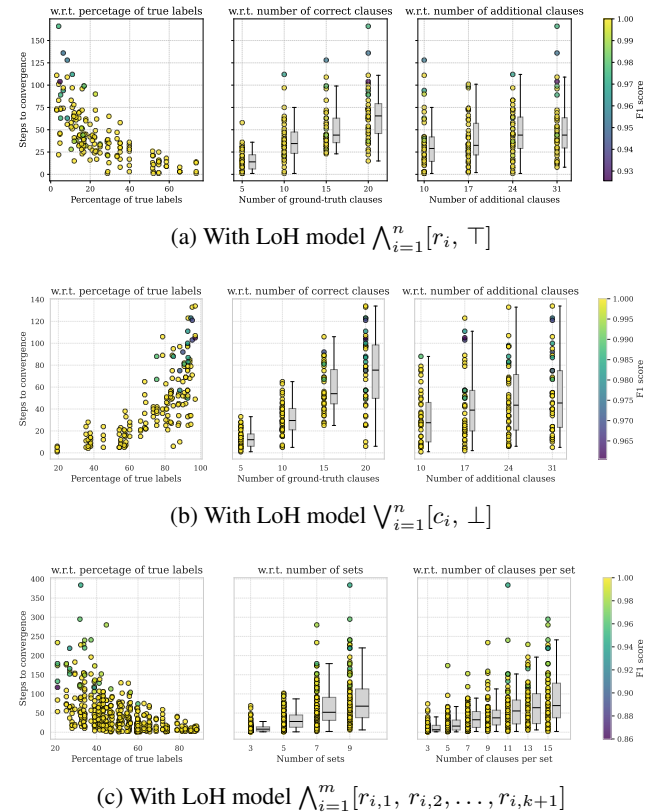 w.r.t. percetage of true labels
w.r.t. number of correct clauses
w.r.t. number of additional clauses
Steps to convergence
175
150
125
100
75
50
25
0
0 20 40 60
Percentage of true labels
5 10 15 20
Number of ground-truth clauses
10 17 24 31
Number of additional clauses
1.00
0.99
0.98
0.97
0.96
0.95
0.94
0.93
F1 score
(a) With LoH model ⋀ⁿᵢ₌₁[rᵢ, ⊤]
w.r.t. percetage of true labels
w.r.t. number of correct clauses
w.r.t. number of additional clauses
Steps to convergence
140
120
100
80
60
40
20
0
20 40 60 80 100
Percentage of true labels
5 10 15 20
Number of ground-truth clauses
10 17 24 31
Number of additional clauses
1.000
0.995
0.990
0.985
0.980
0.975
0.970
0.965
F1 score
(b) With LoH model ⋁ⁿᵢ₌₁[cᵢ, ⊥]
w.r.t. percetage of true labels
w.r.t. number of sets
w.r.t. number of clauses per set
Steps to convergence
400
350
300
250
200
150
100
50
0
20 40 60 80
Percentage of true labels
3 5 7 9
Number of sets
3 5 7 9 11 13 15
Number of clauses per set
1.00
0.98
0.96
0.94
0.92
0.90
0.88
0.86
F1 score
(c) With LoH model ⋀ᵐᵢ₌₁[rᵢ,₁, rᵢ,₂, . . . , rᵢ,ₖ₊₁]